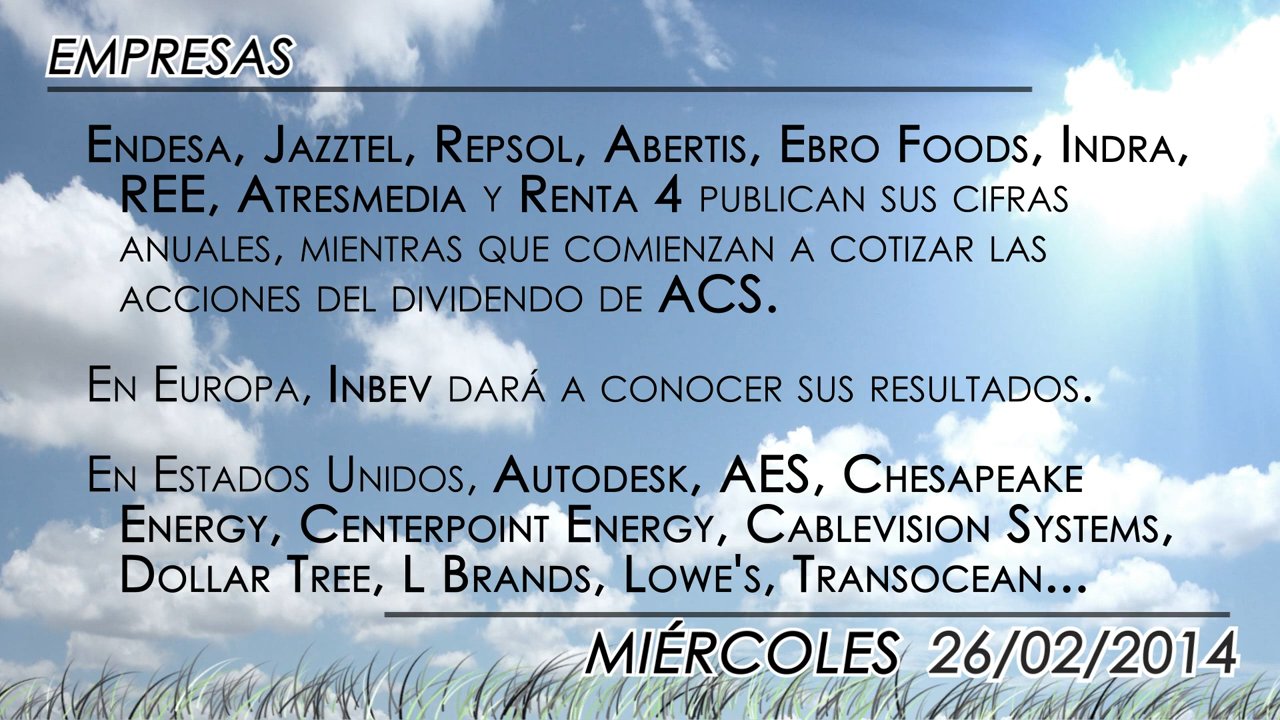 EMPRESAS
Endesa, Jazztel, Repsol, Abertis, Ebro Foods, Indra,
REE, Atresmedia y Renta 4 publican sus cifras
anuales, mientras que comienzan a cotizar las
acciones del dividendo de ACS.
En Europa, Inbev dará a conocer sus resultados.
En Estados Unidos, Autodesk, AES, Chesapeake
Energy, Centerpoint Energy, Cablevision Systems,
Dollar Tree, L Brands, Lowe's, Transocean...
MIÉRCOLES 26/02/2014